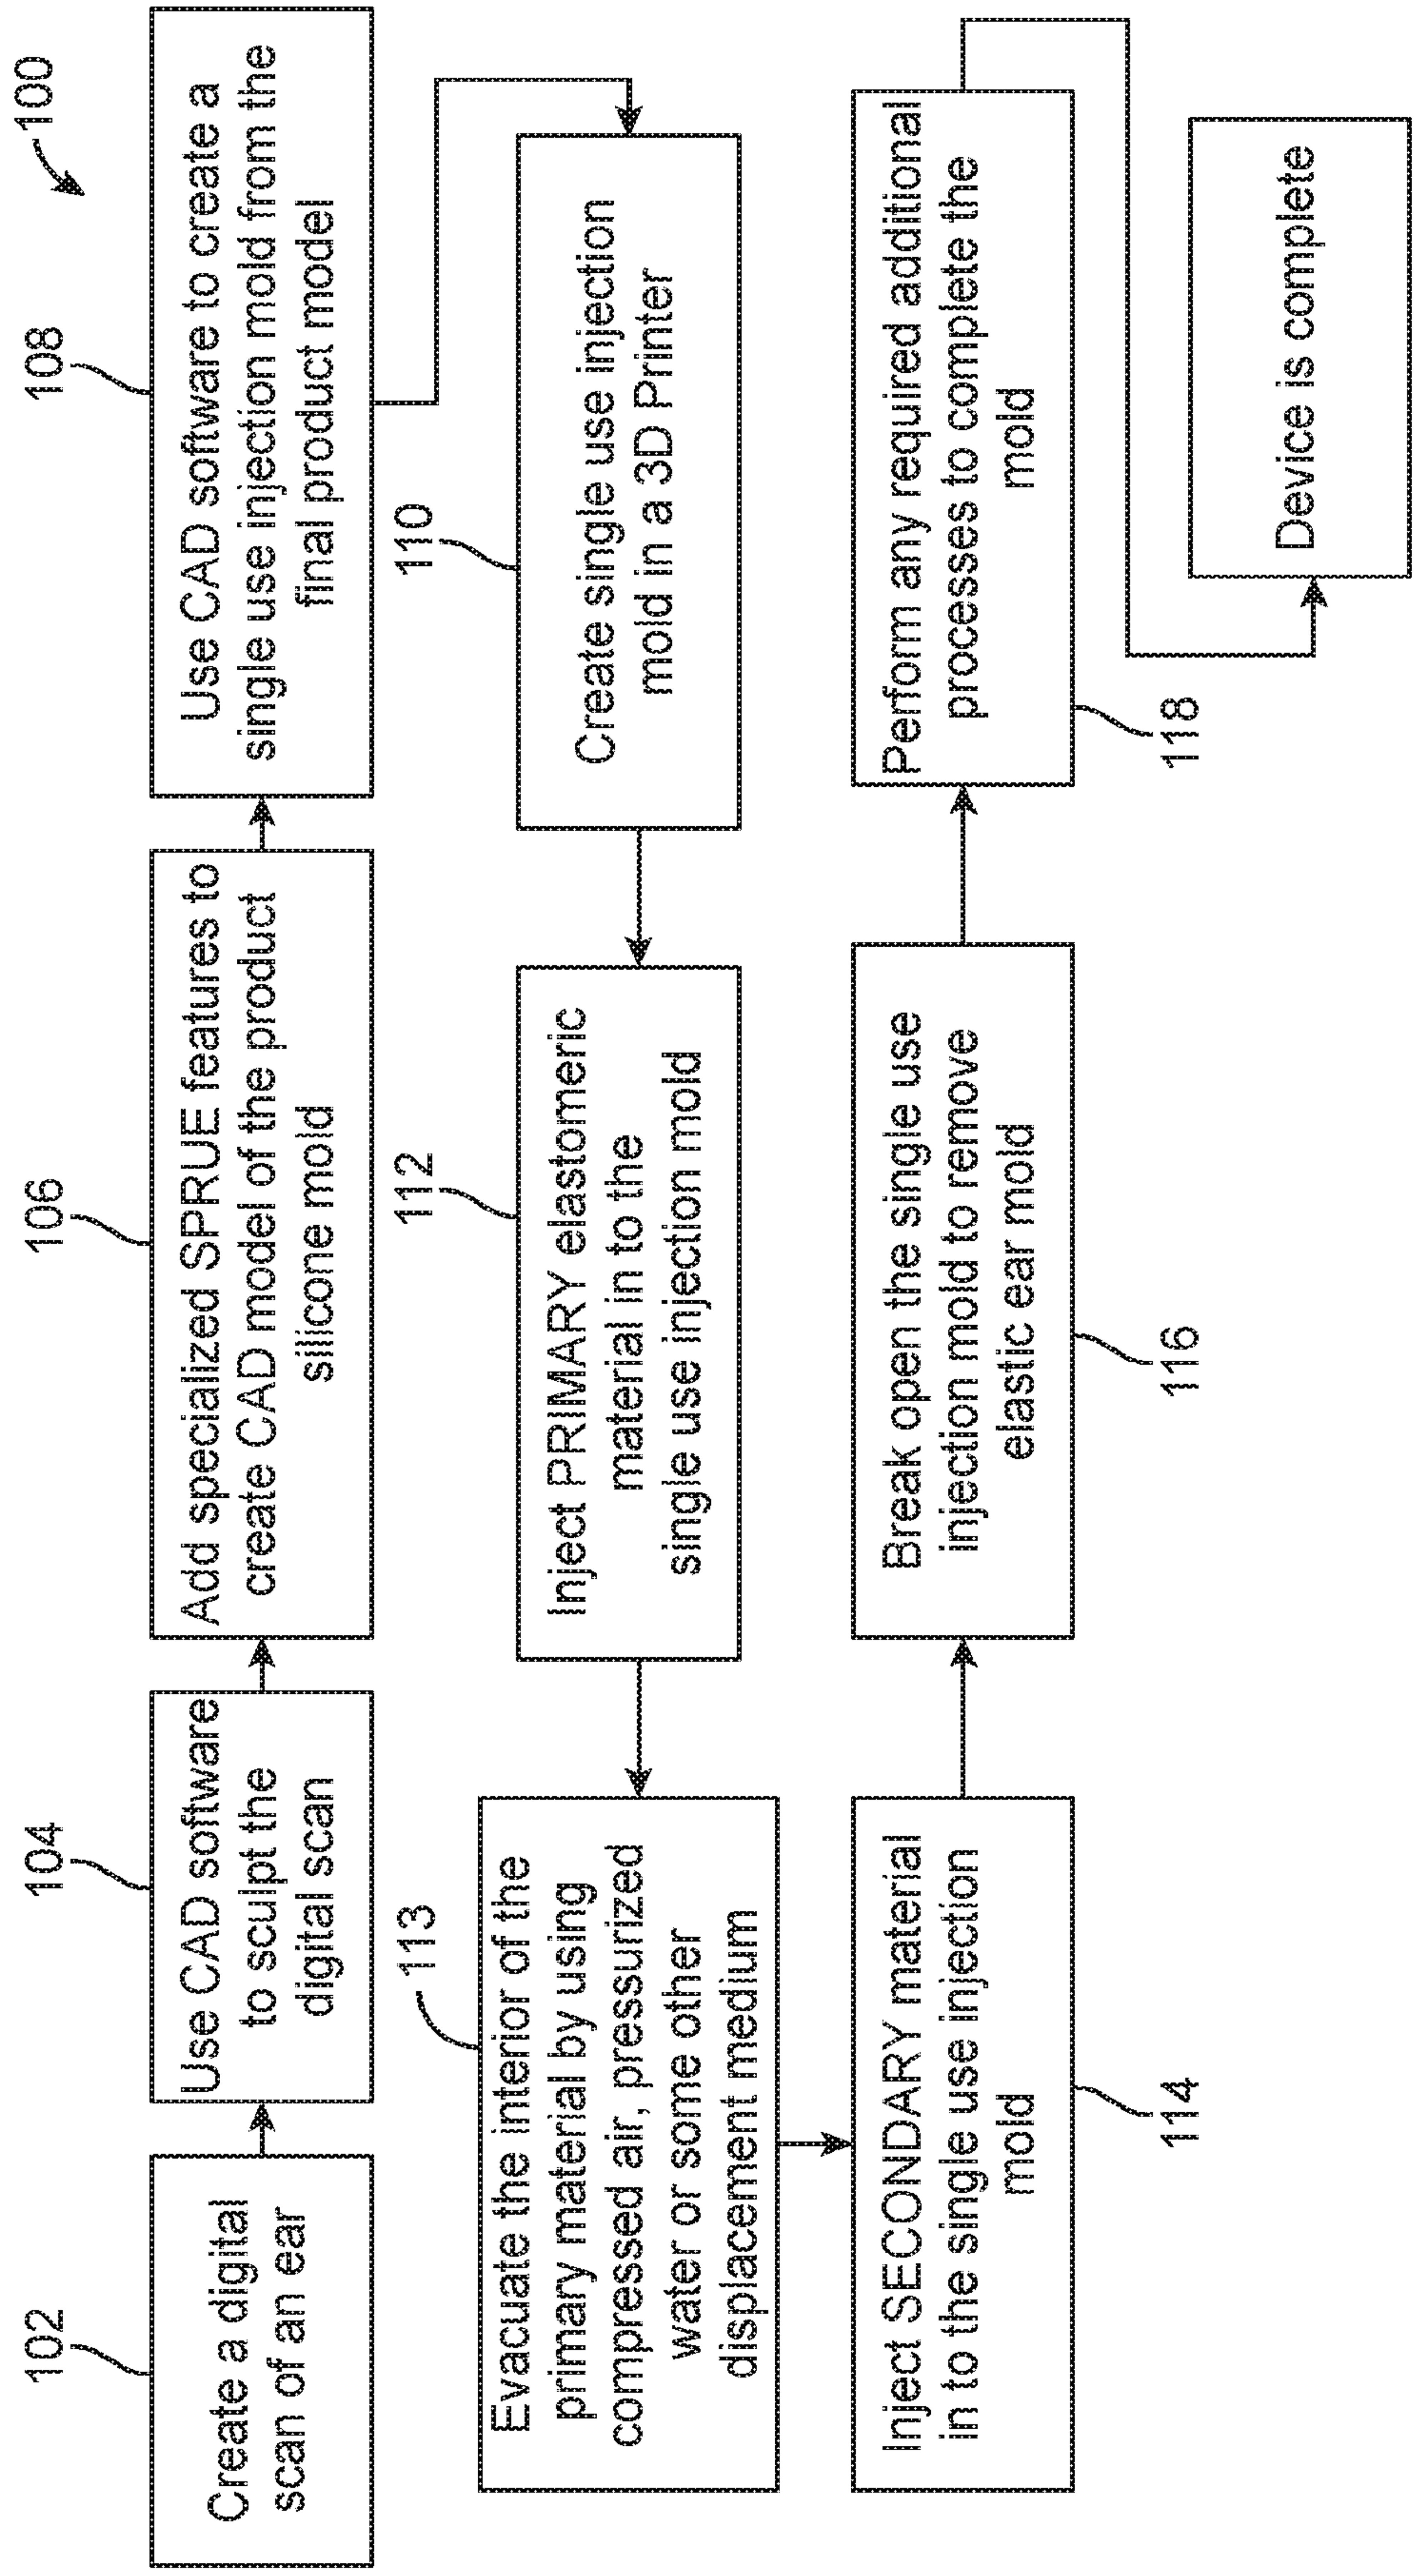 100
102
Create a digital
scan of an ear
104
Use CAD software
to sculpt the
digital scan
106
Add specialized SPRUE features to
create CAD model of the product
silicone mold
108
Use CAD software to create a
single use injection mold from the
final product model
110
Create single use injection
mold in a 3D Printer
112
Inject PRIMARY elastomeric
material in to the
single use injection mold
113
Evacuate the interior of the
primary material by using
compressed air, pressurized
water or some other
displacement medium
Inject SECONDARY material
in to the single use injection
mold
114
Break open the single use
injection mold to remove
elastic ear mold
116
Perform any required additional
processes to complete the
mold
118
Device is complete